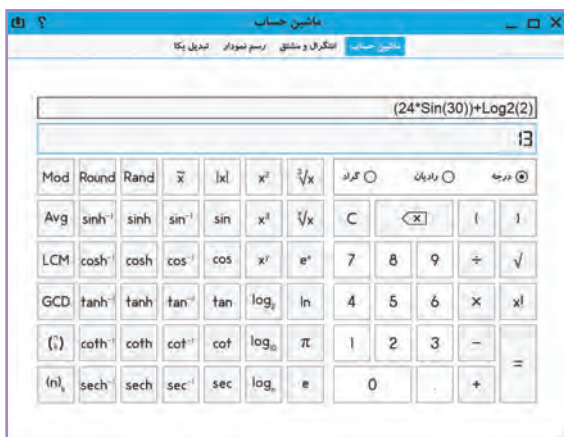 ماشین حساب
ماشین حساب انتگرال و مشتق رسم نمودار تبدیل یکا
(24*Sin(30))+Log2(2)
13
Mod Round Rand x̅ |x| x² ³√x درجه رادیان گراد
Avg sinh⁻¹ sinh sin⁻¹ sin x³ ʸ√x C ( )
LCM cosh⁻¹ cosh cos⁻¹ cos xʸ eˣ 7 8 9 ÷ √
GCD tanh⁻¹ tanh tan⁻¹ tan log₂ ln 4 5 6 × x!
coth⁻¹ coth cot⁻¹ cot log₁₀ π 1 2 3 − =
sech⁻¹ sech sec⁻¹ sec log e 0 . +